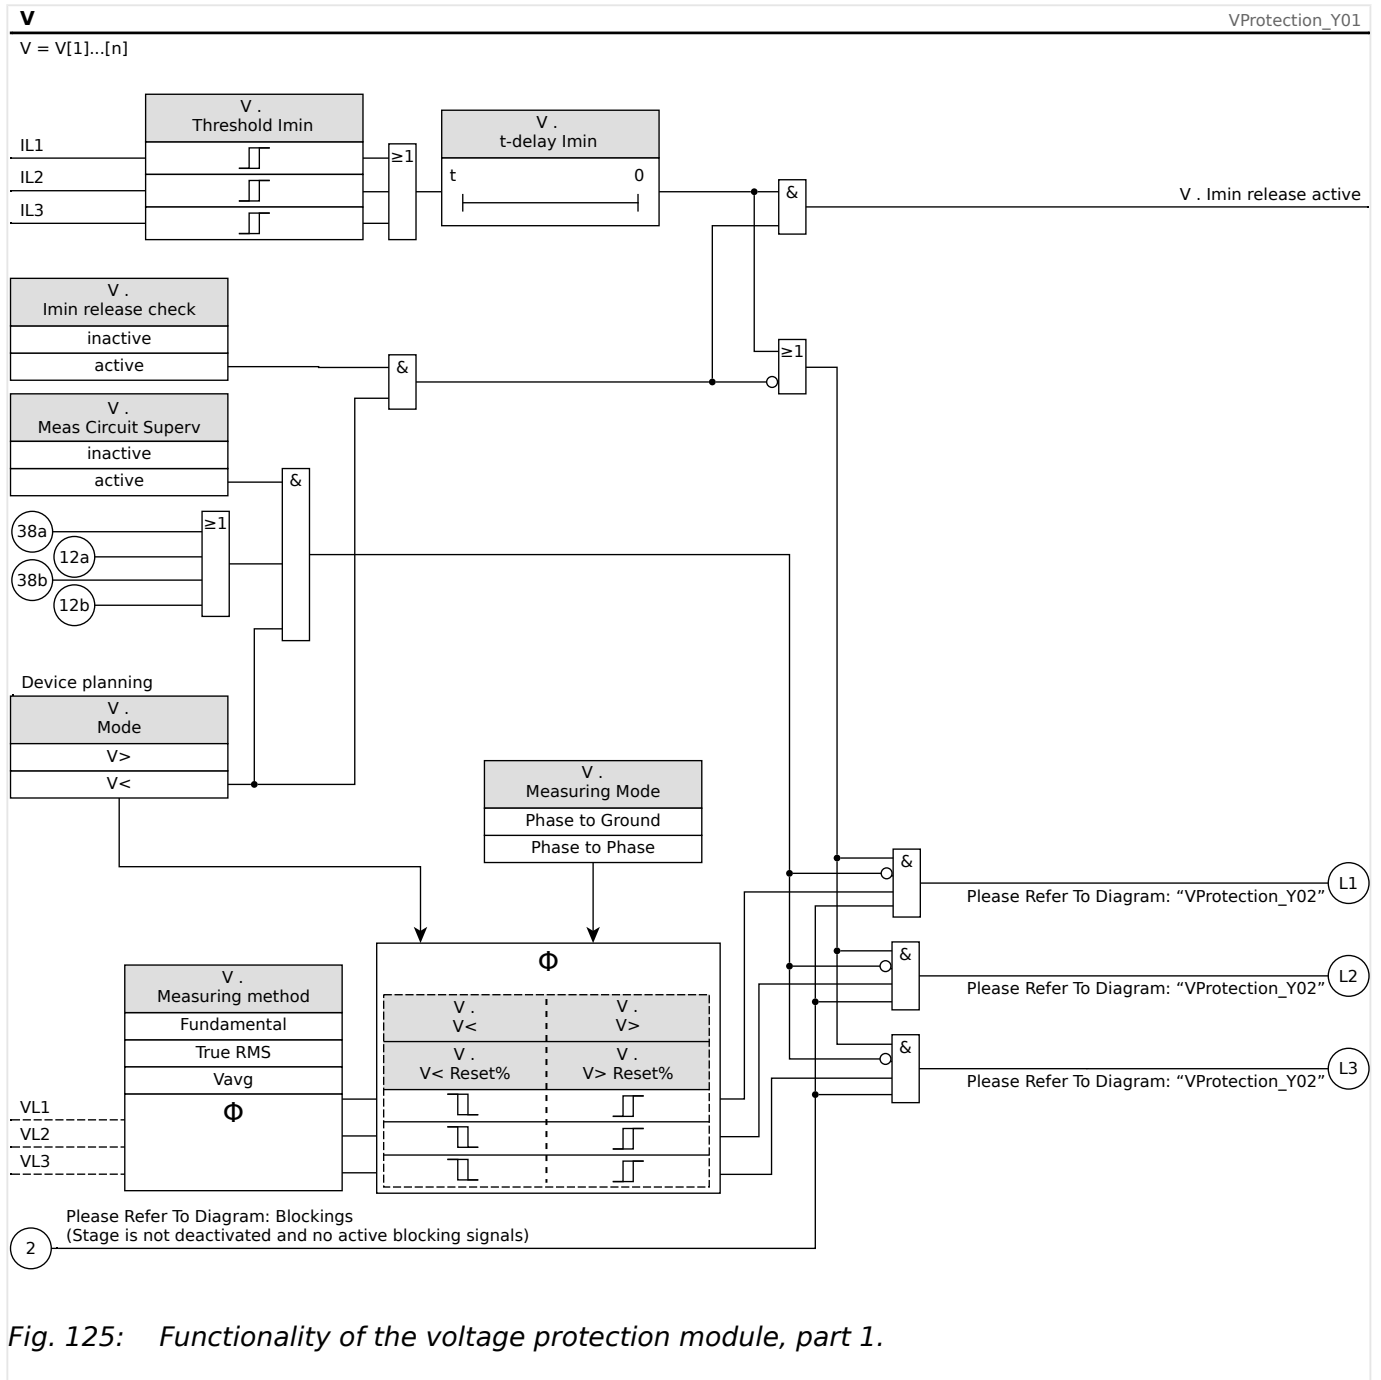 V
VProtection_Y01
V = V[1]...[n]
V .
Threshold Imin
V .
t-delay Imin
IL1
IL2
IL3
≥1
t
0
&
V . Imin release active
V .
Imin release check
inactive
active
&
≥1
V .
Meas Circuit Superv
inactive
active
&
38a
12a
38b
12b
≥1
Device planning
V .
Mode
V>
V<
V .
Measuring Mode
Phase to Ground
Phase to Phase
&
L1
Please Refer To Diagram: “VProtection_Y02”
&
L2
Please Refer To Diagram: “VProtection_Y02”
&
L3
Please Refer To Diagram: “VProtection_Y02”
V .
Measuring method
Fundamental
True RMS
Vavg
Φ
VL1
VL2
VL3
Φ
V .
V<
V .
V>
V .
V< Reset%
V .
V> Reset%
Please Refer To Diagram: Blockings
(Stage is not deactivated and no active blocking signals)
2
Fig. 125: Functionality of the voltage protection module, part 1.